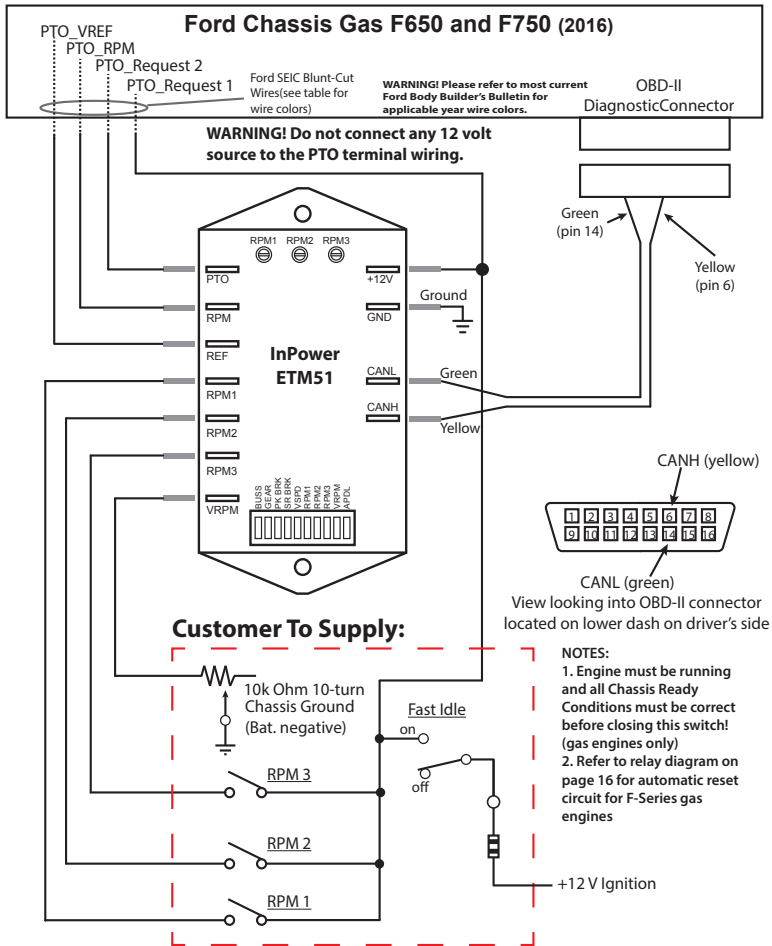 Ford Chassis Gas F650 and F750 (2016)
PTO_VREF
PTO_RPM
PTO_Request 2
PTO_Request 1
Ford SEIC Blunt-Cut
Wires(see table for
wire colors)
WARNING! Please refer to most current
Ford Body Builder's Bulletin for
applicable year wire colors.
OBD-II
DiagnosticConnector
WARNING! Do not connect any 12 volt
source to the PTO terminal wiring.
Green
(pin 14)
Yellow
(pin 6)
RPM1 RPM2 RPM3
PTO
+12V
RPM
Ground
GND
REF
InPower
ETM51
CANL
Green
RPM1
CANH
Yellow
RPM2
RPM3
VRPM
BUSS
GEAR
PK BRK
SR BRK
VSPD
RPM1
RPM2
RPM3
VRPM
APDL
CANH (yellow)
1 2 3 4 5 6 7 8
9 10 11 12 13 14 15 16
CANL (green)
View looking into OBD-II connector
located on lower dash on driver's side
Customer To Supply:
10k Ohm 10-turn
Chassis Ground
(Bat. negative)
Fast Idle
on
off
RPM 3
RPM 2
RPM 1
+12 V Ignition
NOTES:
1. Engine must be running
and all Chassis Ready
Conditions must be correct
before closing this switch!
(gas engines only)
2. Refer to relay diagram on
page 16 for automatic reset
circuit for F-Series gas
engines